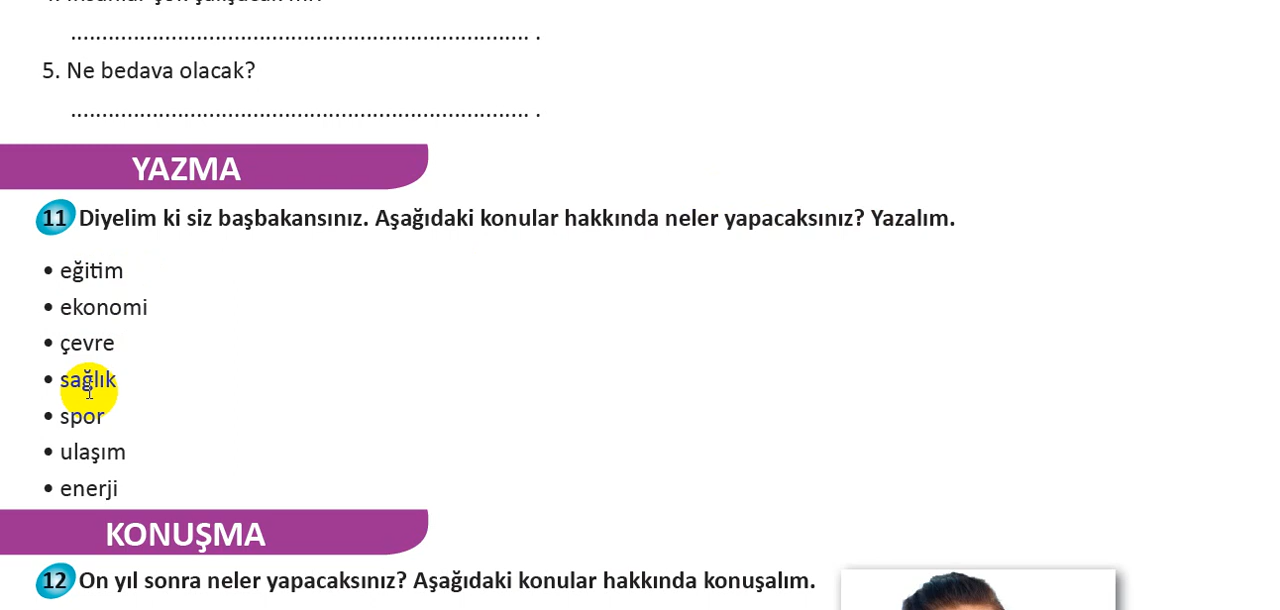 5. Ne bedava olacak?
.......................................................................... .
YAZMA
11 Diyelim ki siz başbakansınız. Aşağıdaki konular hakkında neler yapacaksınız? Yazalım.
• eğitim
• ekonomi
• çevre
• sağlık
• spor
• ulaşım
• enerji
KONUŞMA
12 On yıl sonra neler yapacaksınız? Aşağıdaki konular hakkında konuşalım.